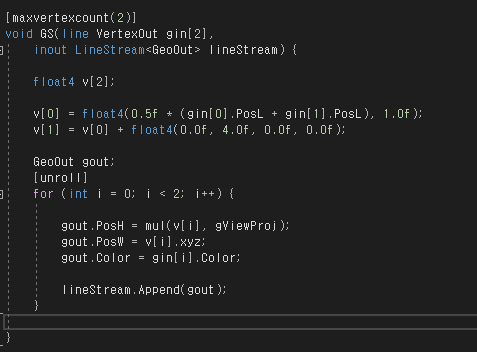 [maxvertexcount(2)]
void GS(line VertexOut gin[2],
inout LineStream<GeoOut> lineStream) {
float4 v[2];
v[0] = float4(0.5f * (gin[0].PosL + gin[1].PosL), 1.0f);
v[1] = v[0] + float4(0.0f, 4.0f, 0.0f, 0.0f);
GeoOut gout;
[unroll]
for (int i = 0; i < 2; i++) {
gout.PosH = mul(v[i], gViewProj);
gout.PosW = v[i].xyz;
gout.Color = gin[i].Color;
lineStream.Append(gout);
}
}